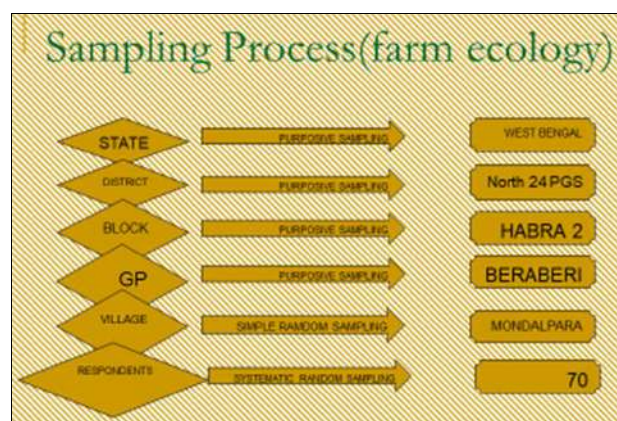 Sampling Process(farm ecology)
STATE PURPOSIVE SAMPLING WEST BENGAL
DISTRICT PURPOSIVE SAMPLING North 24 PGS
BLOCK PURPOSIVE SAMPLING HABRA 2
GP PURPOSIVE SAMPLING BERABERI
VILLAGE SIMPLE RAMDOM SAMPLING MONDALPARA
RESPONDENTS SYSTEMATIC RANDOM SAMPLING 70